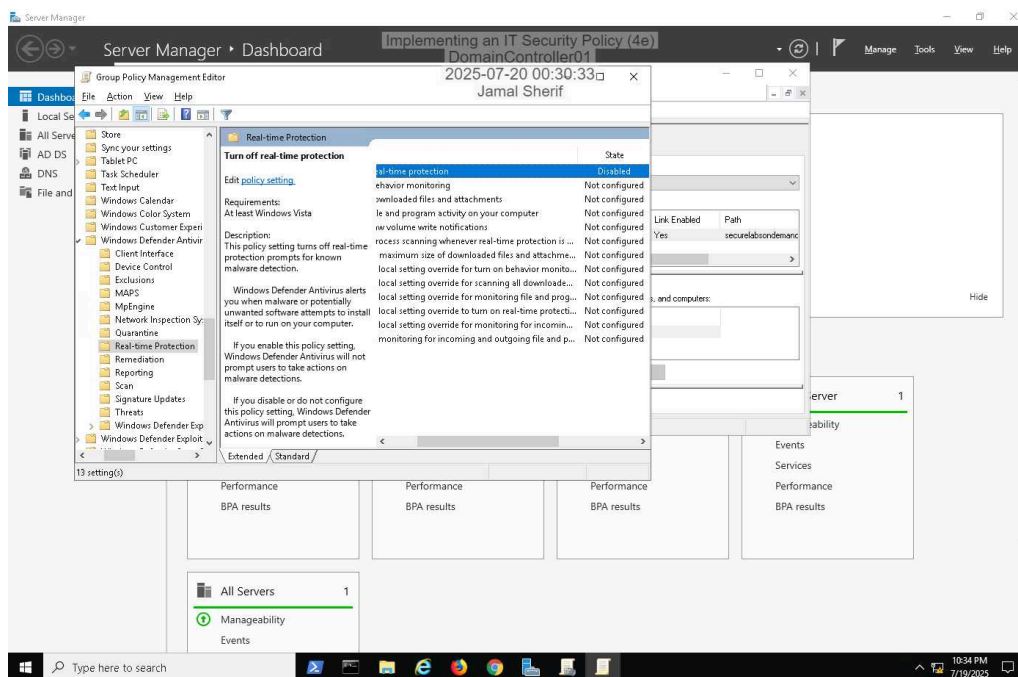 Server Manager
Server Manager • Dashboard
Implementing an IT Security Policy (4e)
DomainController01
2025-07-20 00:30:33
Jamal Sherif
Manage Tools View Help
Dashbo
Local Se
All Serve
AD DS
DNS
File and
Group Policy Management Editor
File Action View Help
Store
Sync your settings
Tablet PC
Task Scheduler
Text Input
Windows Calendar
Windows Color System
Windows Customer Experi
Windows Defender Antivir
Client Interface
Device Control
Exclusions
MAPS
MpEngine
Network Inspection Sy
Quarantine
Real-time Protection
Remediation
Reporting
Scan
Signature Updates
Threats
Windows Defender Exp
Windows Defender Exploit
Real-time Protection
Turn off real-time protection
Edit policy setting
Requirements:
At least Windows Vista
Description:
This policy setting turns off real-time
protection prompts for known
malware detection.
Windows Defender Antivirus alerts
you when malware or potentially
unwanted software attempts to install
itself or to run on your computer.
If you enable this policy setting,
Windows Defender Antivirus will not
prompt users to take actions on
malware detections.
If you disable or do not configure
this policy setting, Windows Defender
Antivirus will prompt users to take
actions on malware detections.
State
eal-time protection Disabled
ehavior monitoring Not configured
ownloaded files and attachments Not configured
le and program activity on your computer Not configured
w volume write notifications Not configured
rocess scanning whenever real-time protection is ... Not configured
maximum size of downloaded files and attachme... Not configured
local setting override for turn on behavior monito... Not configured
local setting override for scanning all downloade... Not configured
local setting override for monitoring file and prog... Not configured
local setting override to turn on real-time protecti... Not configured
local setting override for monitoring for incomin... Not configured
monitoring for incoming and outgoing file and p... Not configured
Extended Standard
13 setting(s)
Link Enabled Path
Yes securelabsondemand
s, and computers:
Hide
erver 1
eability
Events
Services
Performance
BPA results
Performance
BPA results
Performance
BPA results
Performance
BPA results
All Servers 1
Manageability
Events
Type here to search
10:34 PM
7/19/2025